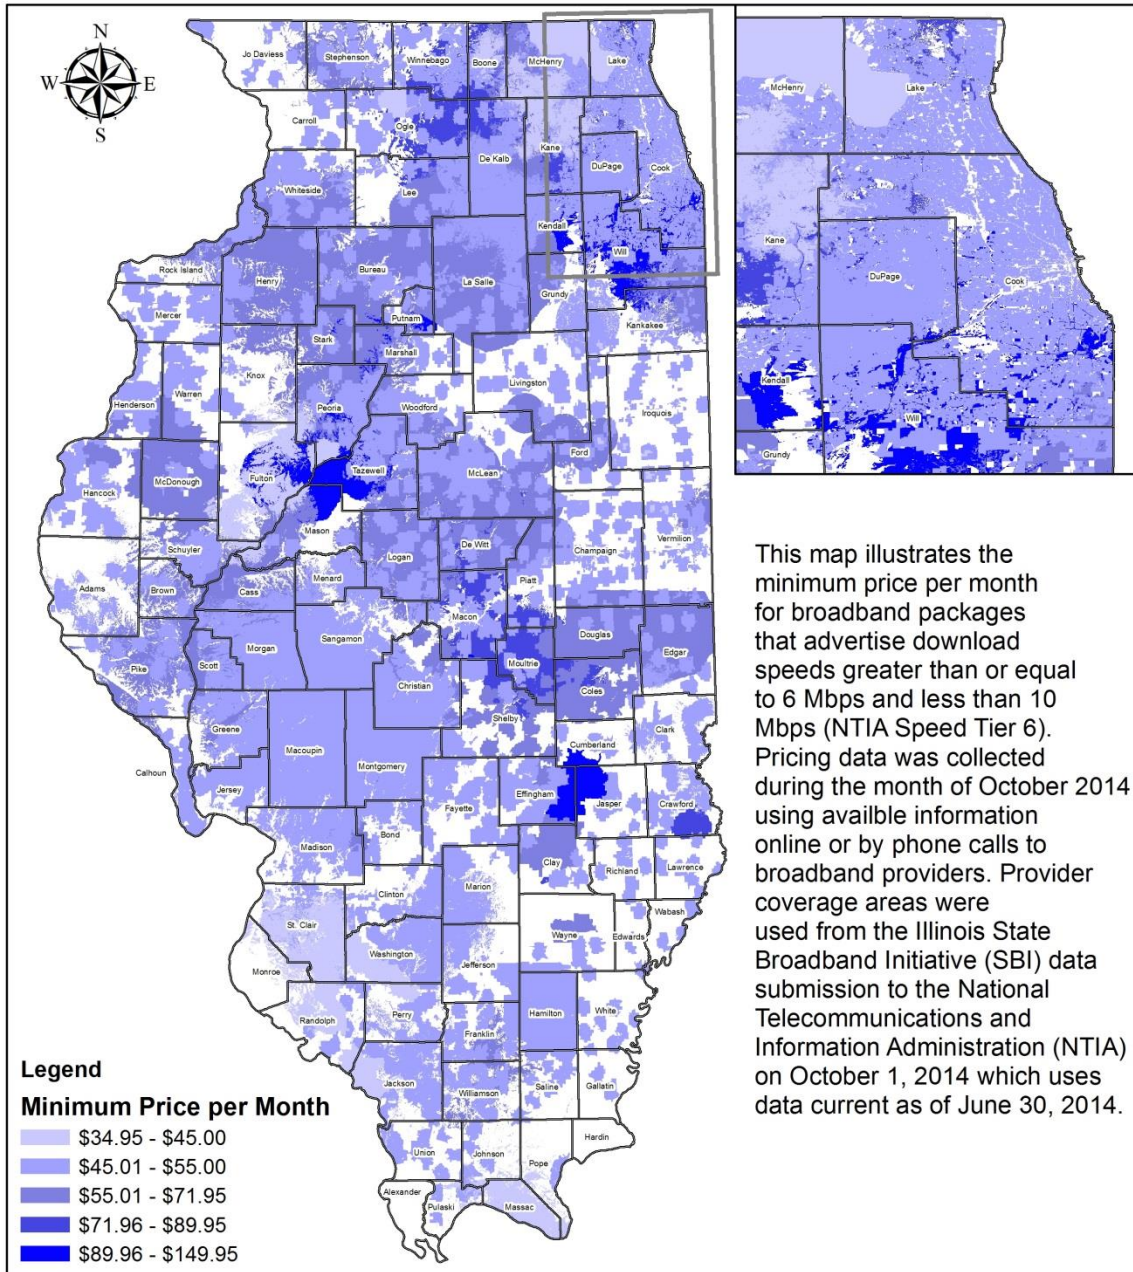 N
W E
S
Jo Daviess
Stephenson
Winnebago
Boone
McHenry
Lake
Carroll
Ogie
De Kalb
Kane
DuPage
Cook
Whiteside
Lee
Kendall
Will
Rock Island
Henry
Bureau
La Salle
Grundy
Mercer
Putnam
Kankakee
Stark
Marshall
Knox
Livingston
Henderson
Warren
Peoria
Woodford
Iroquois
Hancock
McDonough
Fulton
Tazewell
McLean
Ford
Mason
Schuyler
Logan
De Witt
Champaign
Vermilion
Adams
Brown
Cass
Menard
Piatt
Macon
Sangamon
Douglas
Edgar
Pike
Scott
Morgan
Christian
Moultrie
Coles
Shelby
Greene
Macoupin
Montgomery
Cumberland
Clark
Calhoun
Jersey
Fayette
Effingham
Jasper
Crawford
Madison
Bond
Clay
Richland
Lawrence
Clinton
Marion
St. Clair
Wayne
Edwards
Wabash
Washington
Monroe
Jefferson
Randolph
Perry
Hamilton
White
Franklin
Jackson
Williamson
Saline
Gallatin
Union
Johnson
Pope
Hardin
Alexander
Pulaski
Massac
McHenry
Lake
Kane
DuPage
Cook
Kendall
Will
Grundy
This map illustrates the
minimum price per month
for broadband packages
that advertise download
speeds greater than or equal
to 6 Mbps and less than 10
Mbps (NTIA Speed Tier 6).
Pricing data was collected
during the month of October 2014
using availble information
online or by phone calls to
broadband providers. Provider
coverage areas were
used from the Illinois State
Broadband Initiative (SBI) data
submission to the National
Telecommunications and
Information Administration (NTIA)
on October 1, 2014 which uses
data current as of June 30, 2014.
Legend
Minimum Price per Month
$34.95 - $45.00
$45.01 - $55.00
$55.01 - $71.95
$71.96 - $89.95
$89.96 - $149.95